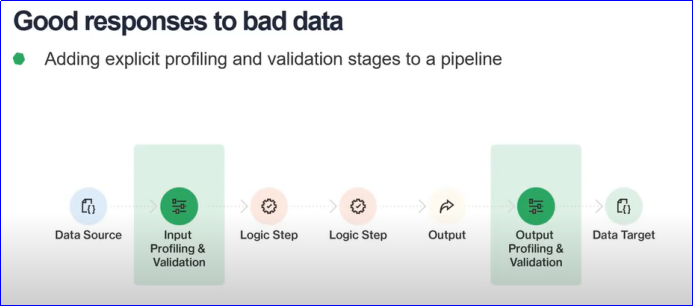 Good responses to bad data
Adding explicit profiling and validation stages to a pipeline
Data Source
Input
Profiling &
Validation
Logic Step
Logic Step
Output
Output
Profiling &
Validation
Data Target